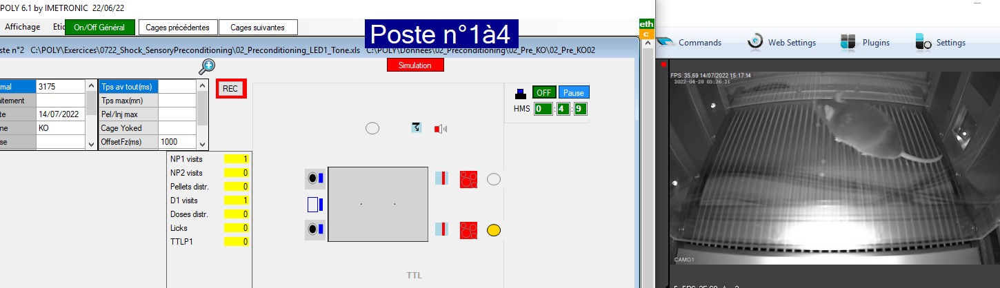 POLY 6.1 by IMETRONIC 22/06/22
Affichage
On/Off Général
Cages précédentes
Cages suivantes
Poste n°1à4
eth
c
ste n°2 C:\POLY\Exercices\0722_Shock_SensoryPreconditioning\02_Preconditioning_LED1_Tone.xls C:\POLY\Données\02_Preconditioning\02_Pre_KO\02_Pre_KO02
Simulation
mal 3175
aitement
te 14/07/2022
ne KO
se
Tps av tout(ms)
Tps max(mn)
Pel/Inj max
Cage Yoked
OffsetFz(ms) 1000
REC
OFF Pause
HMS 0 : 4 : 9
NP1 visits 1
NP2 visits 0
Pellets distr. 0
D1 visits 1
Doses distr. 0
Licks 0
TTLP1 0
TTL
Commands
Web Settings
Plugins
Settings
FPS: 35,69 14/07/2022 15:17:14
2022-04-28 03:26:21
CAM01